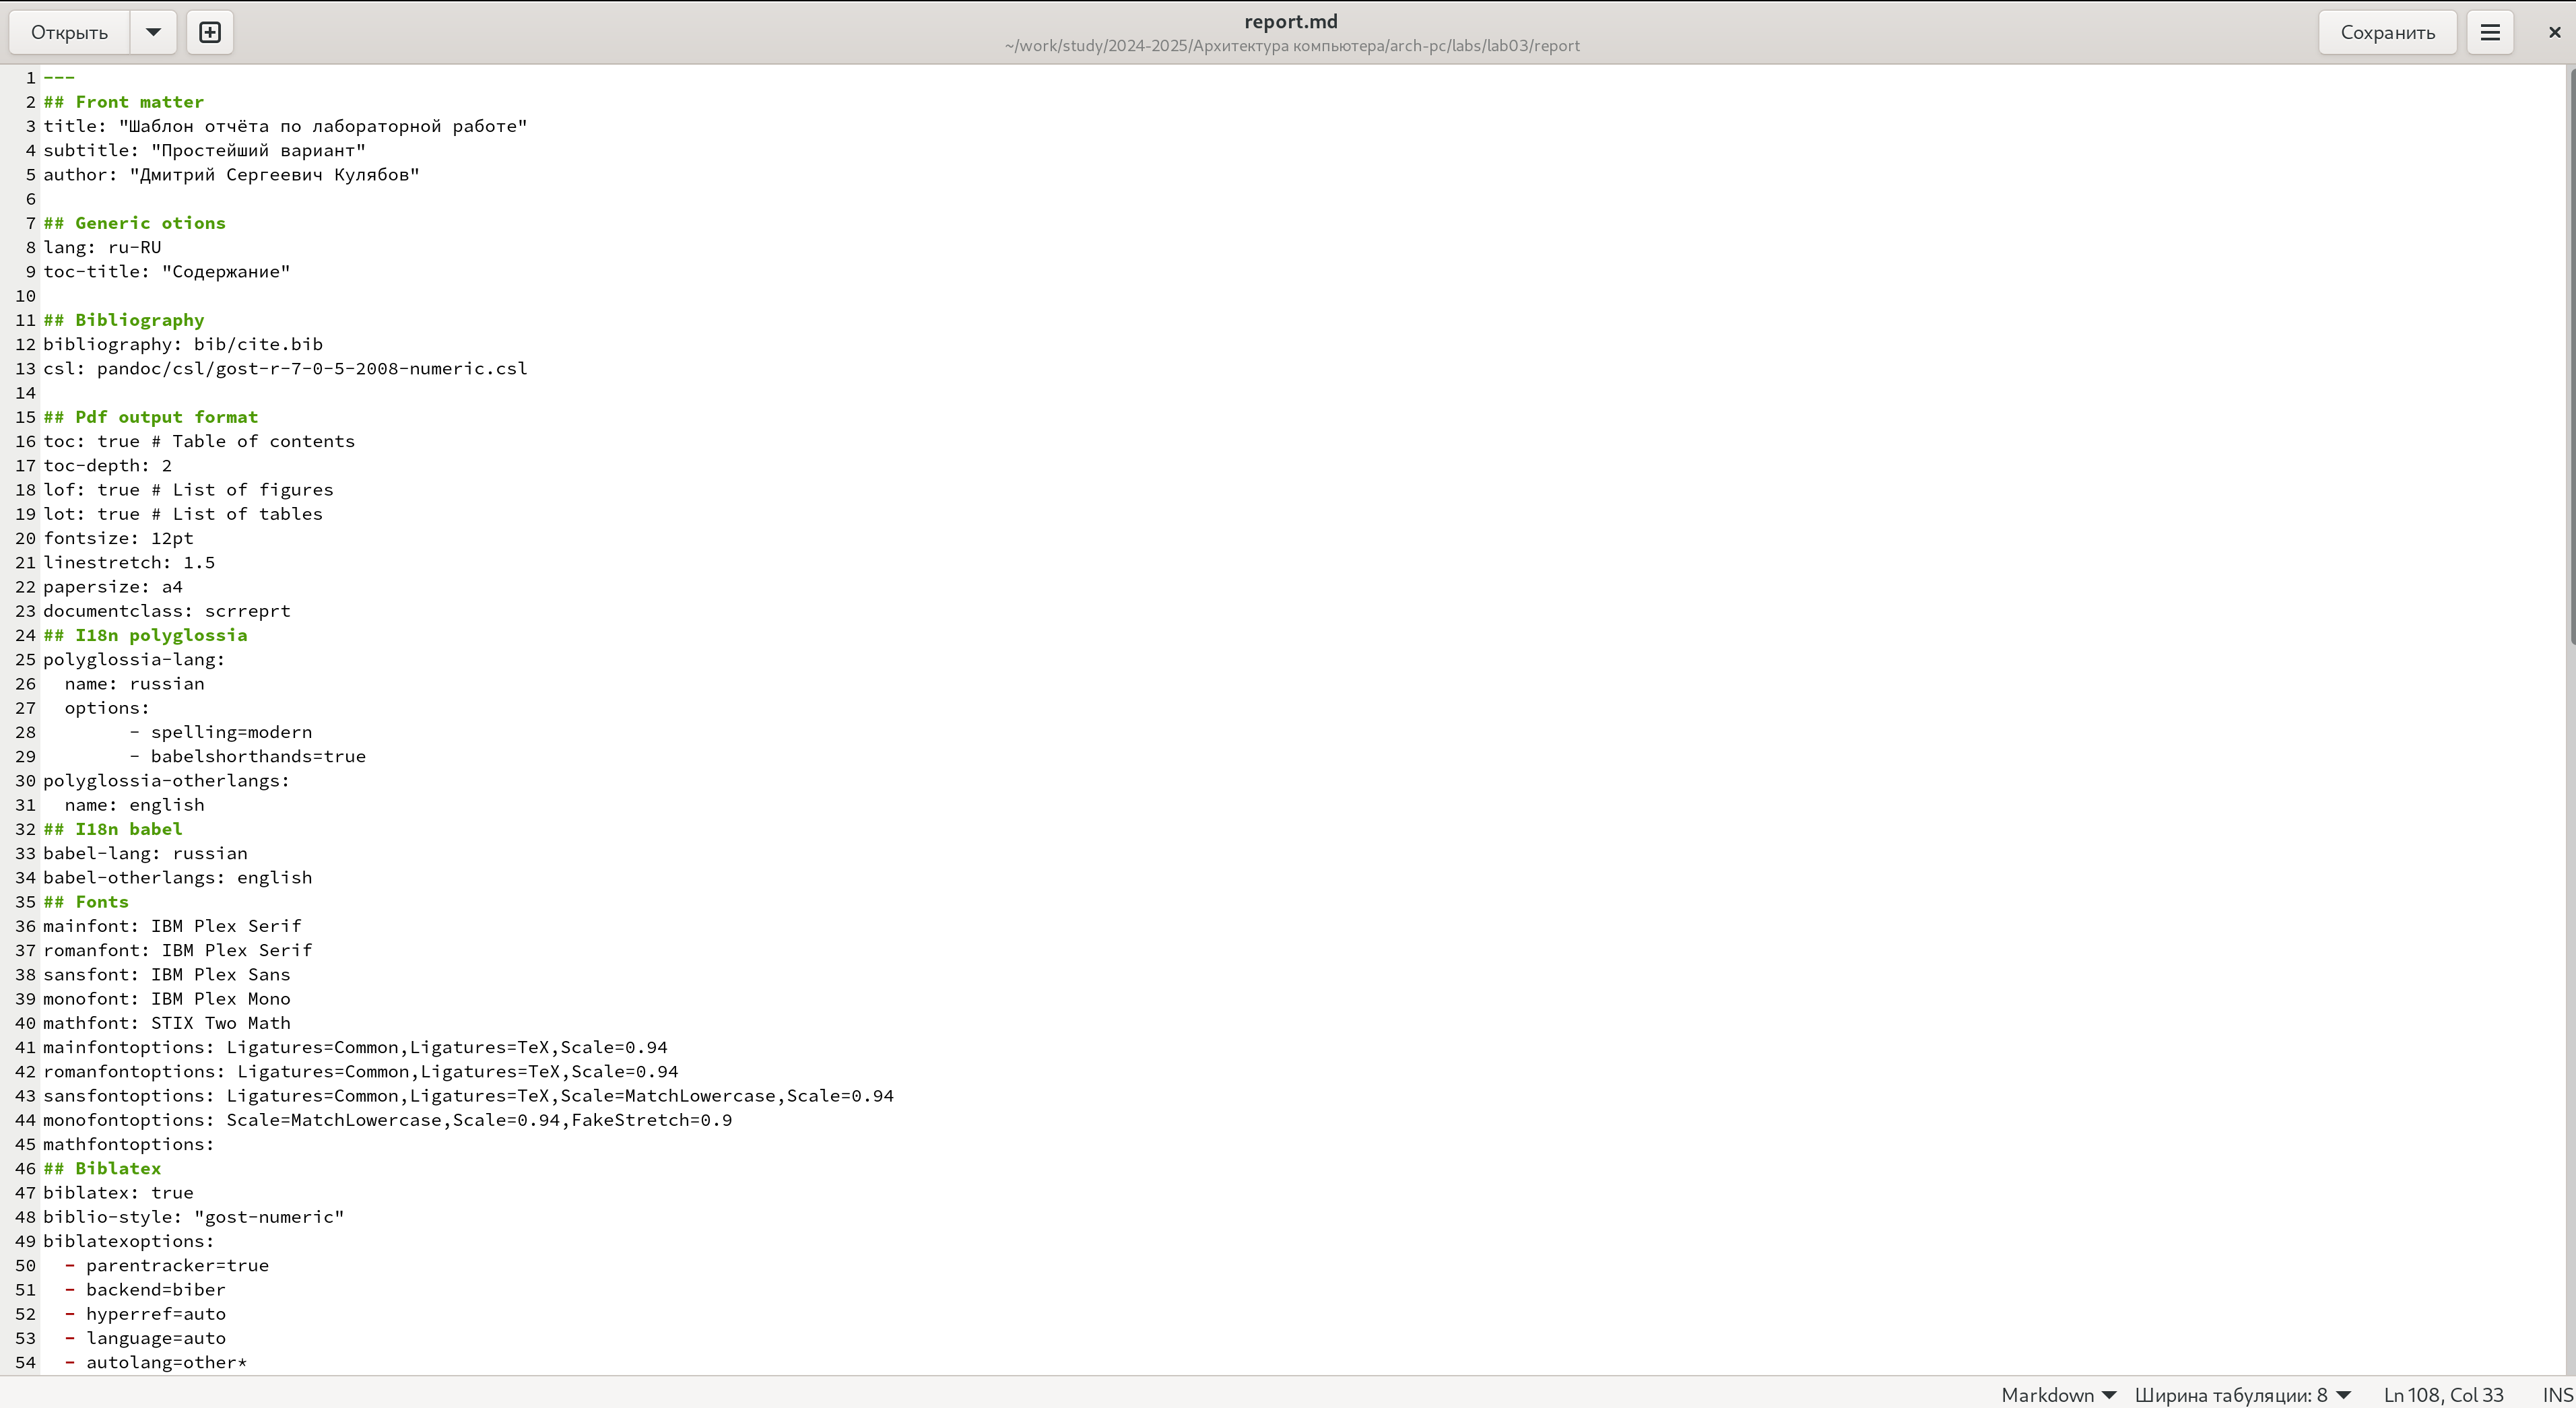 Открыть
report.md
~/work/study/2024-2025/Архитектура компьютера/arch-pc/labs/lab03/report
Сохранить
1 ---
2 ## Front matter
3 title: "Шаблон отчёта по лабораторной работе"
4 subtitle: "Простейший вариант"
5 author: "Дмитрий Сергеевич Кулябов"
6
7 ## Generic otions
8 lang: ru-RU
9 toc-title: "Содержание"
10
11 ## Bibliography
12 bibliography: bib/cite.bib
13 csl: pandoc/csl/gost-r-7-0-5-2008-numeric.csl
14
15 ## Pdf output format
16 toc: true # Table of contents
17 toc-depth: 2
18 lof: true # List of figures
19 lot: true # List of tables
20 fontsize: 12pt
21 linestretch: 1.5
22 papersize: a4
23 documentclass: scrreprt
24 ## I18n polyglossia
25 polyglossia-lang:
26   name: russian
27   options:
28         - spelling=modern
29         - babelshorthands=true
30 polyglossia-otherlangs:
31   name: english
32 ## I18n babel
33 babel-lang: russian
34 babel-otherlangs: english
35 ## Fonts
36 mainfont: IBM Plex Serif
37 romanfont: IBM Plex Serif
38 sansfont: IBM Plex Sans
39 monofont: IBM Plex Mono
40 mathfont: STIX Two Math
41 mainfontoptions: Ligatures=Common,Ligatures=TeX,Scale=0.94
42 romanfontoptions: Ligatures=Common,Ligatures=TeX,Scale=0.94
43 sansfontoptions: Ligatures=Common,Ligatures=TeX,Scale=MatchLowercase,Scale=0.94
44 monofontoptions: Scale=MatchLowercase,Scale=0.94,FakeStretch=0.9
45 mathfontoptions:
46 ## Biblatex
47 biblatex: true
48 biblio-style: "gost-numeric"
49 biblatexoptions:
50   - parentracker=true
51   - backend=biber
52   - hyperref=auto
53   - language=auto
54   - autolang=other*
Markdown Ширина табуляции: 8 Ln 108, Col 33 INS